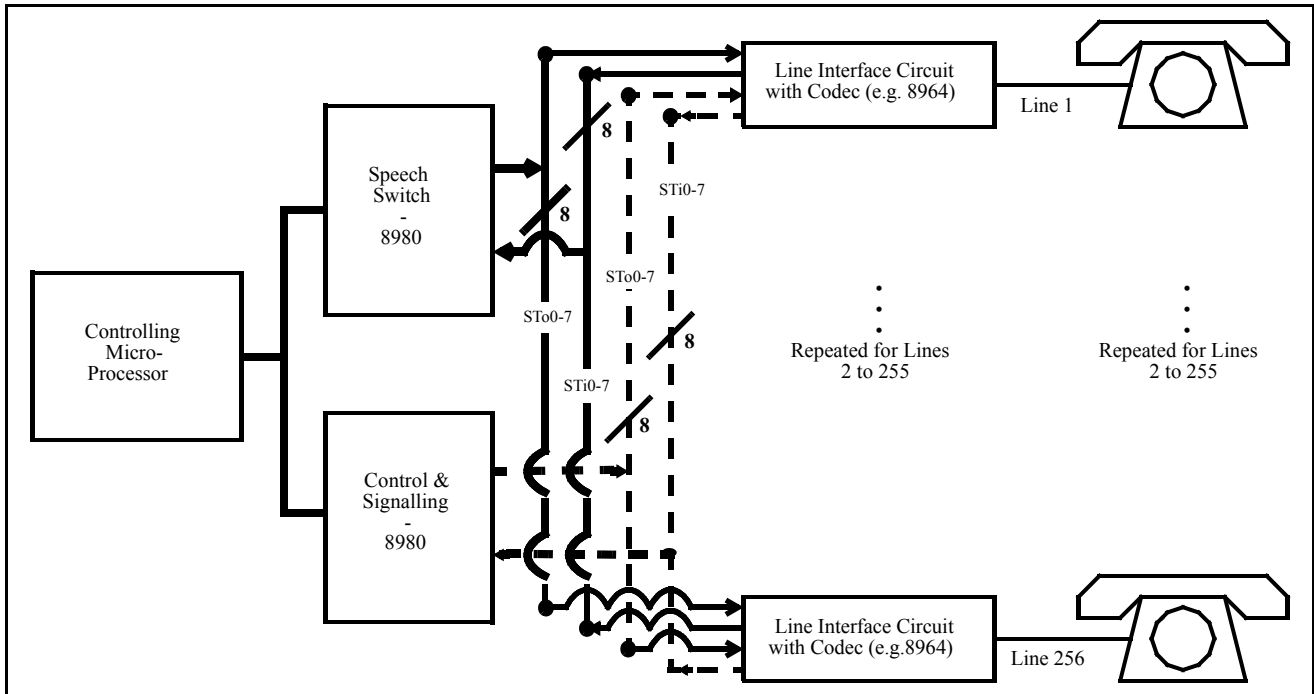 Line Interface Circuit
with Codec (e.g. 8964)
Line 1
8
Speech
Switch
-
8980
8
STi0-7
STo0-7
STo0-7
Controlling
Micro-
Processor
8
Repeated for Lines
2 to 255
Repeated for Lines
2 to 255
STi0-7
8
Control &
Signalling
-
8980
Line Interface Circuit
with Codec (e.g.8964)
Line 256